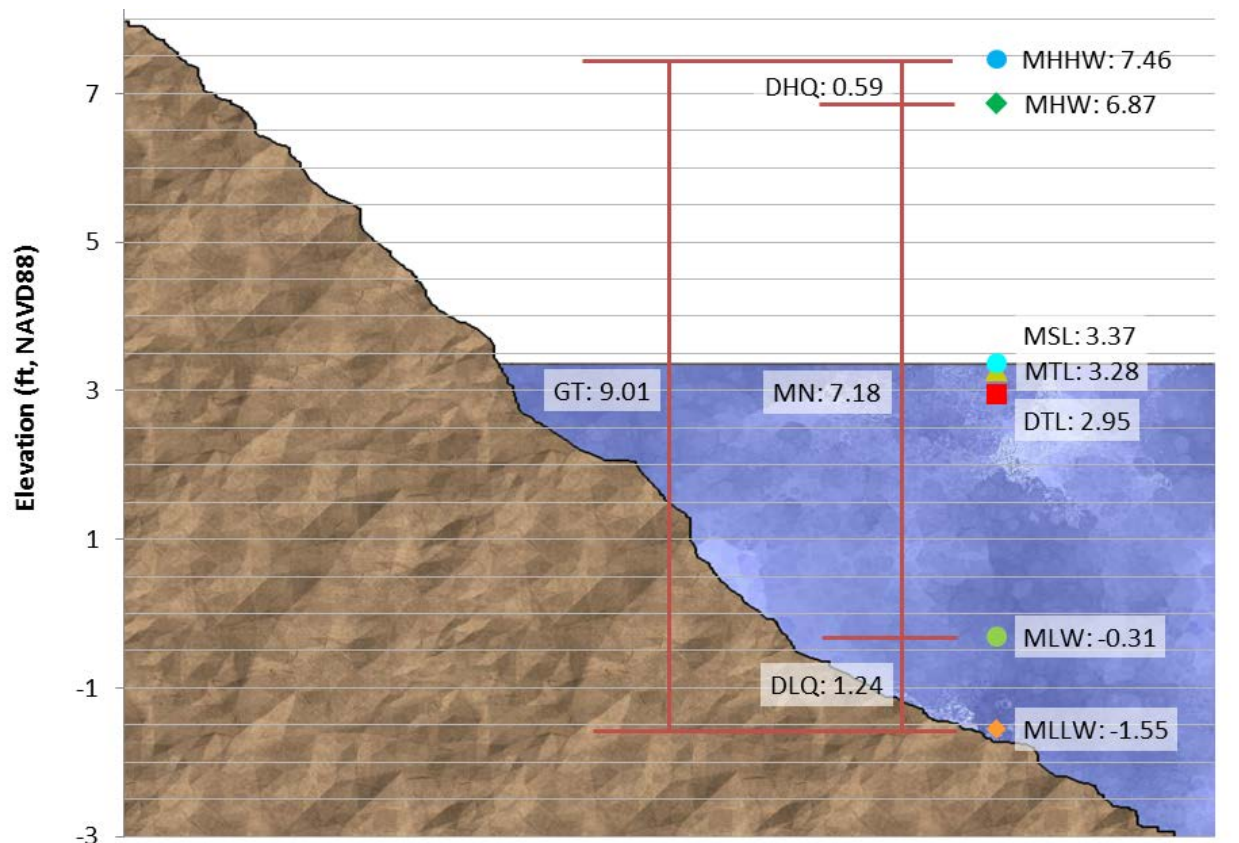 MHHW: 7.46
DHQ: 0.59
7
MHW: 6.87
5
Elevation (ft, NAVD88)
MSL: 3.37
MTL: 3.28
3
GT: 9.01
MN: 7.18
DTL: 2.95
1
MLW: -0.31
-1
DLQ: 1.24
MLLW: -1.55
-3